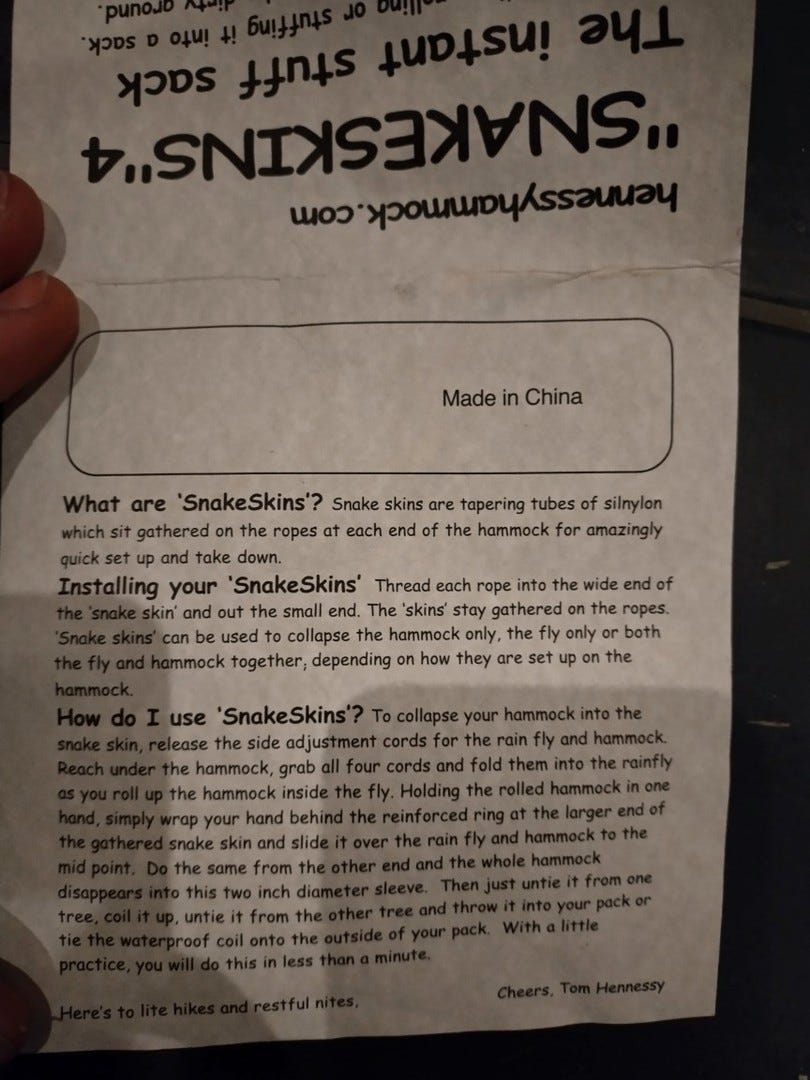 hennessyhammock.com
"SNAKESKINS"4
The instant stuff sack
or stuffing it into a sack.
dirty ground.
Made in China
What are 'SnakeSkins'? Snake skins are tapering tubes of silnylon
which sit gathered on the ropes at each end of the hammock for amazingly
quick set up and take down.
Installing your 'SnakeSkins' Thread each rope into the wide end of
the 'snake skin' and out the small end. The 'skins' stay gathered on the ropes.
'Snake skins' can be used to collapse the hammock only, the fly only or both
the fly and hammock together, depending on how they are set up on the
hammock.
How do I use 'SnakeSkins'? To collapse your hammock into the
snake skin, release the side adjustment cords for the rain fly and hammock.
Reach under the hammock, grab all four cords and fold them into the rainfly
as you roll up the hammock inside the fly. Holding the rolled hammock in one
hand, simply wrap your hand behind the reinforced ring at the larger end of
the gathered snake skin and slide it over the rain fly and hammock to the
mid point. Do the same from the other end and the whole hammock
disappears into this two inch diameter sleeve. Then just untie it from one
tree, coil it up, untie it from the other tree and throw it into your pack or
tie the waterproof coil onto the outside of your pack. With a little
practice, you will do this in less than a minute.
Here's to lite hikes and restful nites,
Cheers, Tom Hennessy